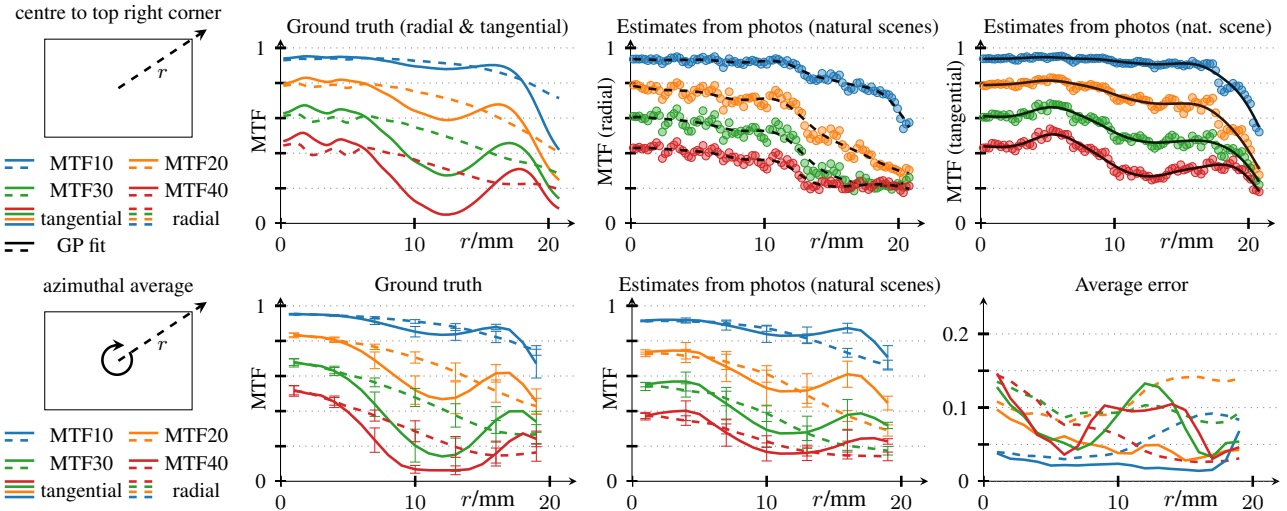 centre to top right corner
r
MTF10 MTF20
MTF30 MTF40
tangential radial
GP fit
Ground truth (radial & tangential)
MTF
1
0
0 10 20
r/mm
Estimates from photos (natural scenes)
MTF (radial)
1
0
0 10 20
r/mm
Estimates from photos (nat. scene)
MTF (tangential)
1
0
0 10 20
r/mm
azimuthal average
r
MTF10 MTF20
MTF30 MTF40
tangential radial
Ground truth
MTF
1
0
0 10 20
r/mm
Estimates from photos (natural scenes)
MTF
1
0
0 10 20
r/mm
Average error
0.2
0.1
0
0 10 20
r/mm